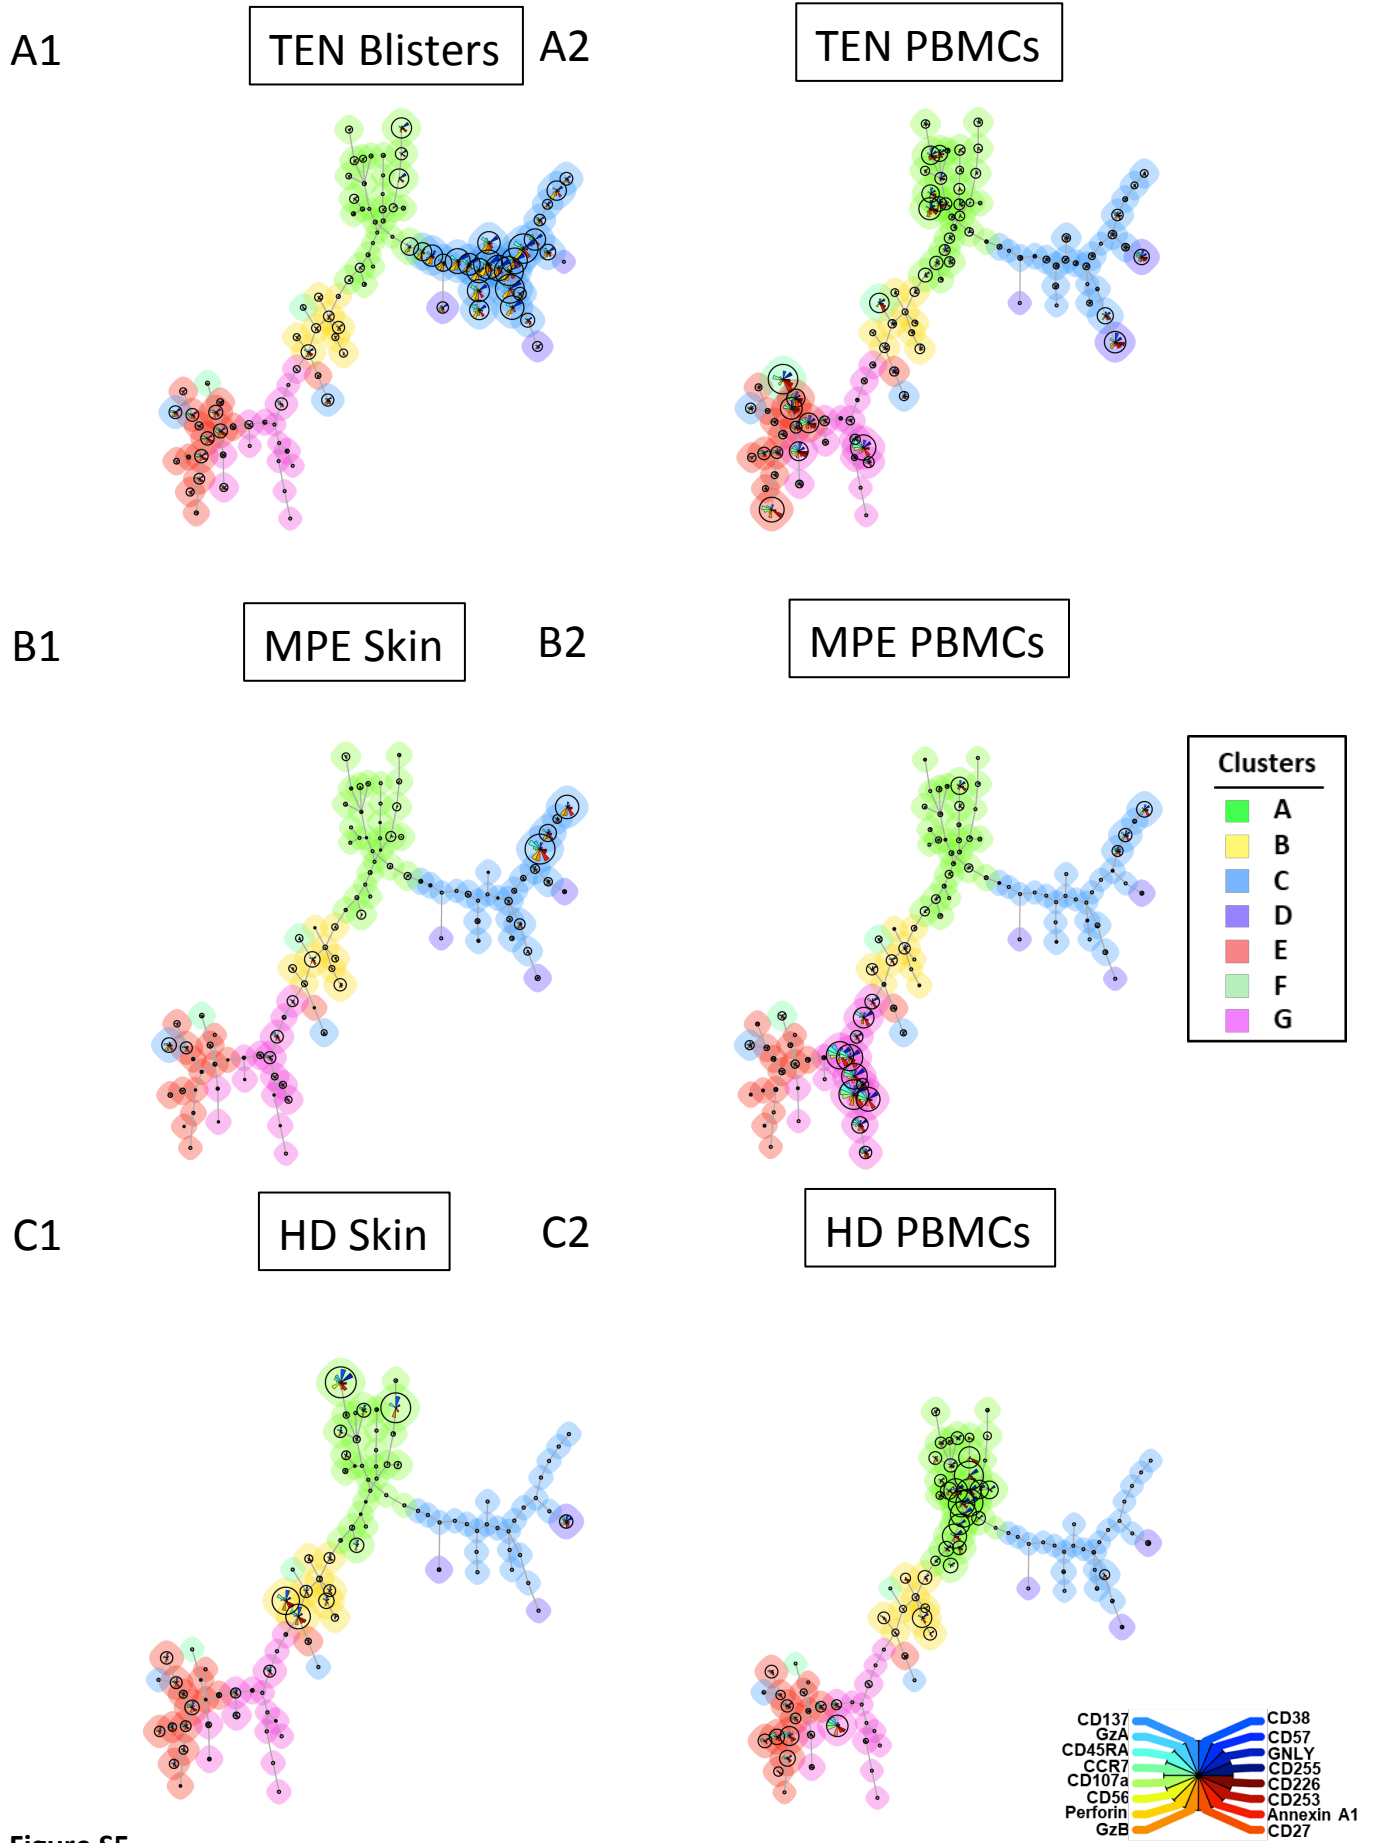 A1
TEN Blisters
A2
TEN PBMCs
B1
MPE Skin
B2
MPE PBMCs
Clusters
A
B
C
D
E
F
G
C1
HD Skin
C2
HD PBMCs
CD137
GzA
CD45RA
CCR7
CD107a
CD56
Perforin
GzB
CD38
CD57
GNLY
CD255
CD226
CD253
Annexin A1
CD27